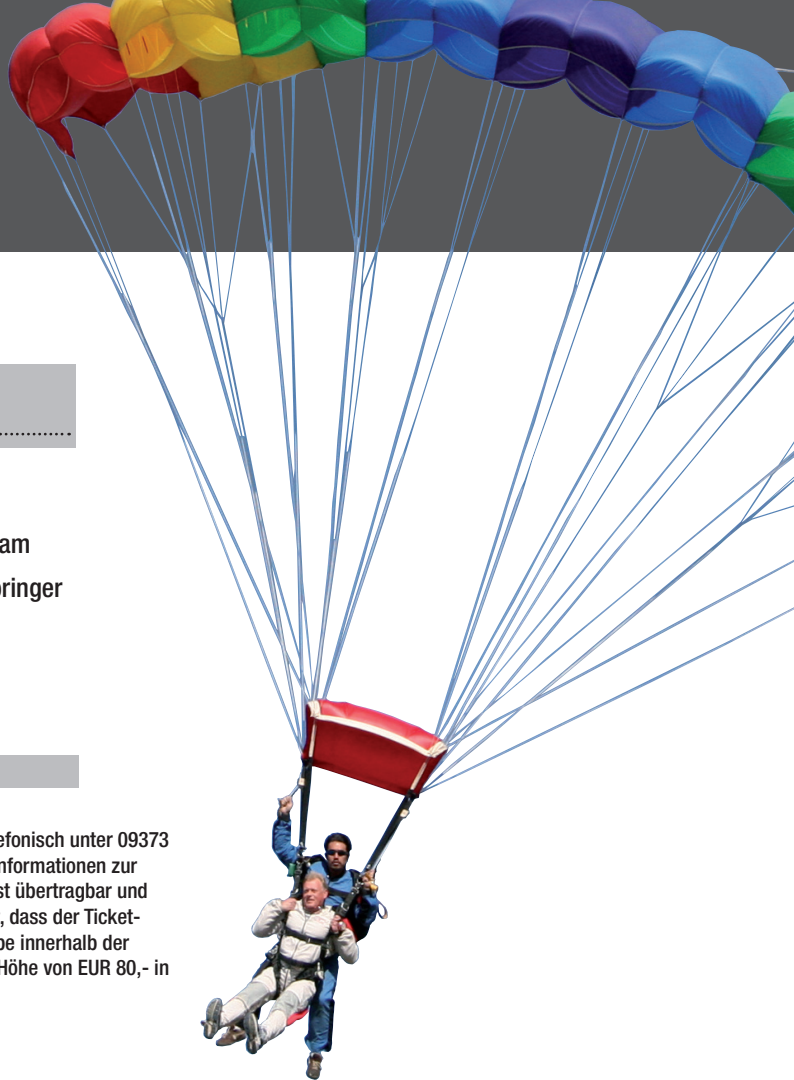 am
ringer
efonisch unter 09373
nformationen zur
st übertragbar und
, dass der Ticket-
be innerhalb der
Höhe von EUR 80,- in